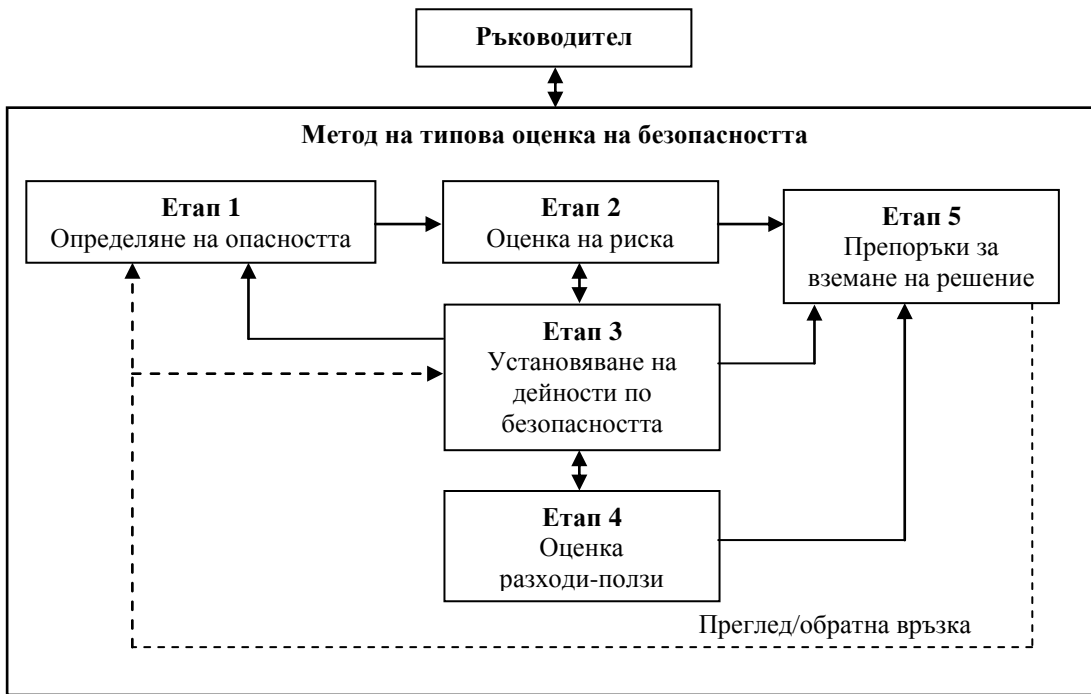 Ръководител
Метод на типова оценка на безопасността
Етап 1
Определяне на опасността
Етап 2
Оценка на риска
Етап 5
Препоръки за
вземане на решение
Етап 3
Установяване на
дейности по
безопасността
Етап 4
Оценка
разходи-ползи
Преглед/обратна връзка